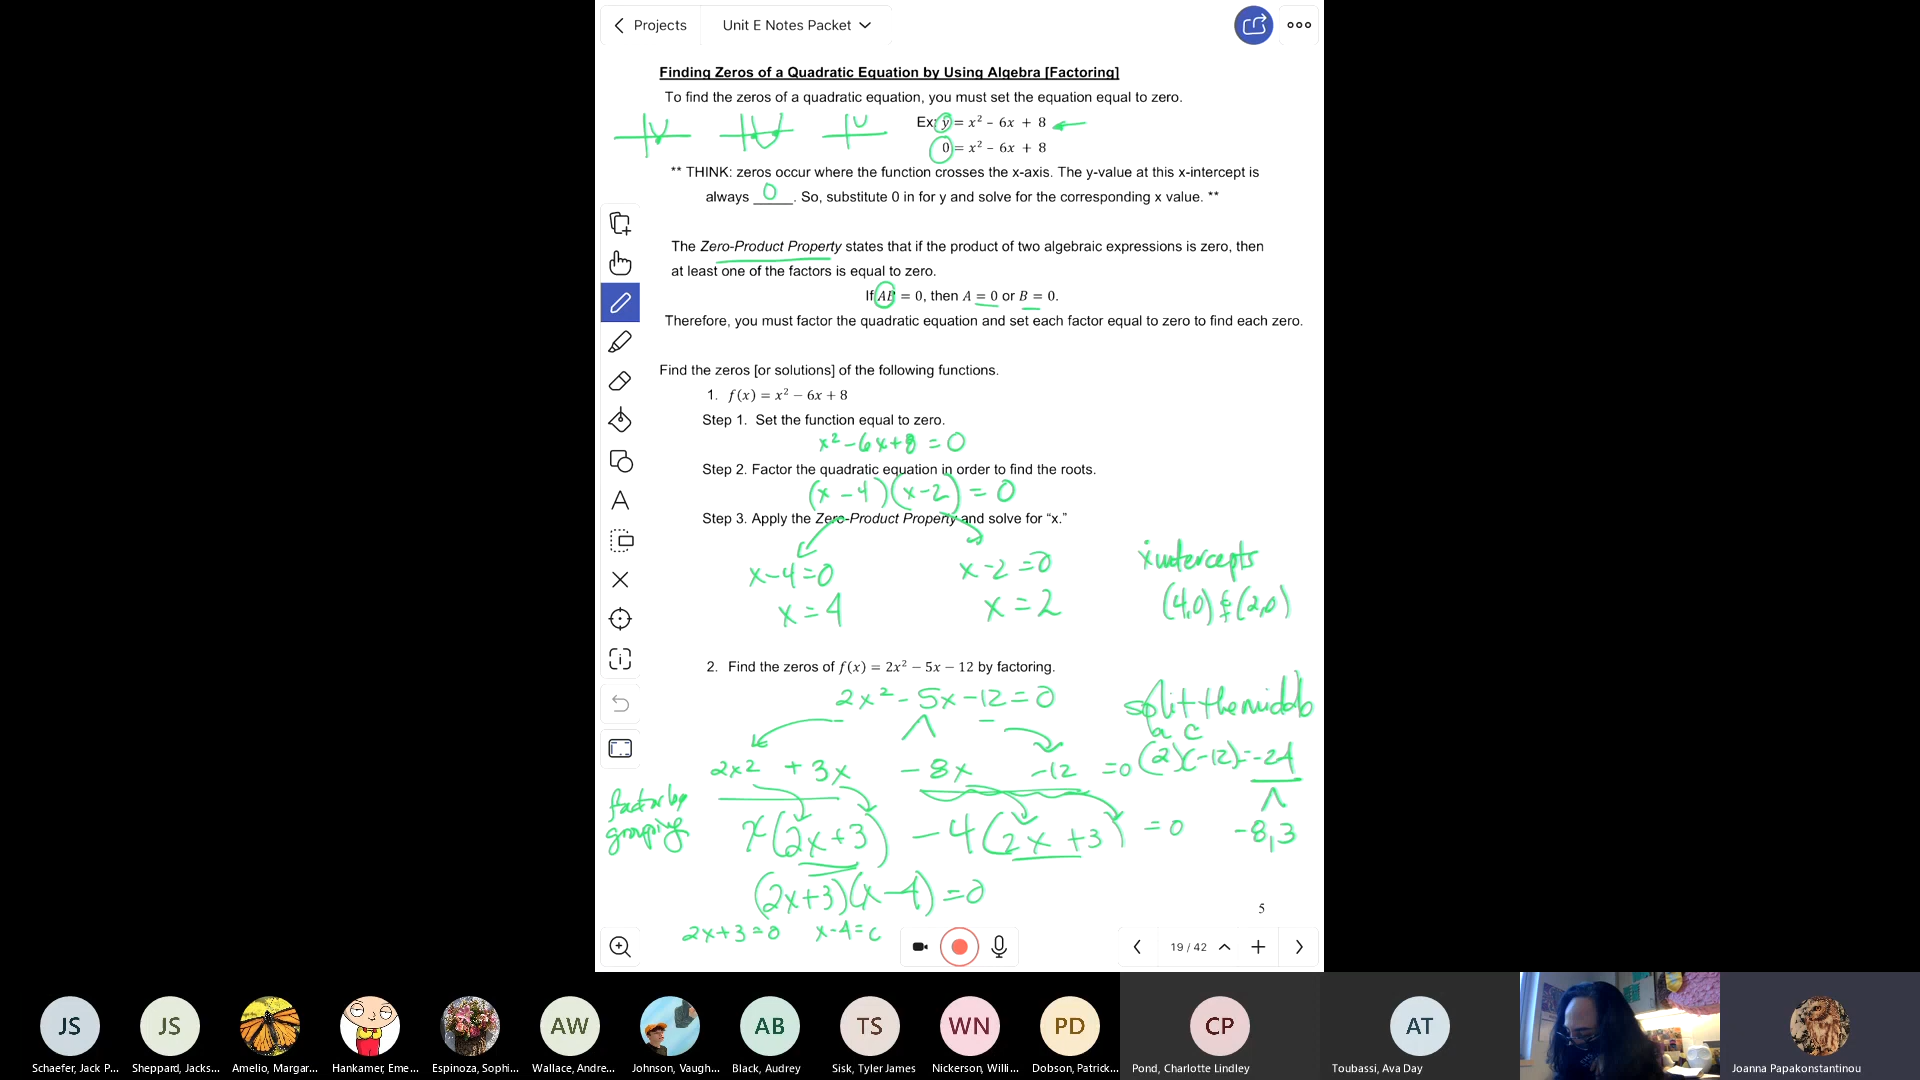 Projects
Unit E Notes Packet
Finding Zeros of a Quadratic Equation by Using Algebra [Factoring]
To find the zeros of a quadratic equation, you must set the equation equal to zero.
Ex: y = x² - 6x + 8
0 = x² - 6x + 8
** THINK: zeros occur where the function crosses the x-axis. The y-value at this x-intercept is
always __0__. So, substitute 0 in for y and solve for the corresponding x value. **
The Zero-Product Property states that if the product of two algebraic expressions is zero, then
at least one of the factors is equal to zero.
If AB = 0, then A = 0 or B = 0.
Therefore, you must factor the quadratic equation and set each factor equal to zero to find each zero.
Find the zeros [or solutions] of the following functions.
1. f(x) = x² − 6x + 8
Step 1. Set the function equal to zero.
x² - 6x + 8 = 0
Step 2. Factor the quadratic equation in order to find the roots.
(x - 4)(x - 2) = 0
Step 3. Apply the Zero-Product Property and solve for “x.”
x - 4 = 0 x - 2 = 0 x intercepts
x = 4 x = 2 (4,0) & (2,0)
2. Find the zeros of f(x) = 2x² − 5x − 12 by factoring.
2x² - 5x - 12 = 0 split the middle
a c
2x² + 3x - 8x - 12 = 0 (2)(-12) = -24
factor by
grouping
x(2x+3) - 4(2x+3) = 0 -8, 3
(2x+3)(x-4) = 0
5
2x+3=0 x-4=
19 / 42
JS JS AW AB TS WN PD CP AT
Schaefer, Jack P... Sheppard, Jacks... Amelio, Margar... Hankamer, Eme... Espinoza, Sophi... Wallace, Andre... Johnson, Vaugh... Black, Audrey Sisk, Tyler James Nickerson, Willi... Dobson, Patrick... Pond, Charlotte Lindley Toubassi, Ava Day Joanna Papakonstantinou